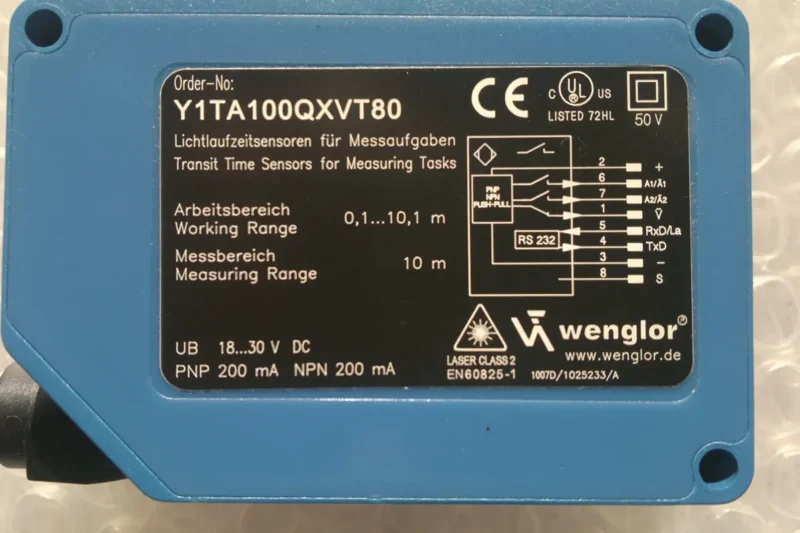 Order-No:
Y1TA100QXVT80
Lichtlaufzeitsensoren für Messaufgaben
Transit Time Sensors for Measuring Tasks
Arbeitsbereich
Working Range 0,1...10,1 m
Messbereich
Measuring Range 10 m
UB 18...30 V DC
PNP 200 mA NPN 200 mA
CE
C UL US
LISTED 72HL
50 V
PNP
NPN
PUSH-PULL
RS 232
2 +
6 A1/Ā1
7 A2/Ā2
1 V̄
5 RxD/La
4 TxD
3 −
8 S
LASER CLASS 2
EN60825-1
wenglor®
www.wenglor.de
1007D/1025233/A